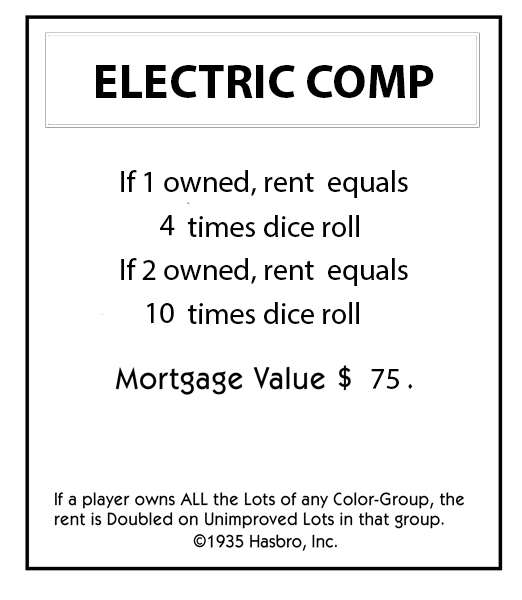 ELECTRIC COMP
If 1 owned, rent equals
4 times dice roll
If 2 owned, rent equals
10 times dice roll
Mortgage Value $ 75.
If a player owns ALL the Lots of any Color-Group, the
rent is Doubled on Unimproved Lots in that group.
©1935 Hasbro, Inc.